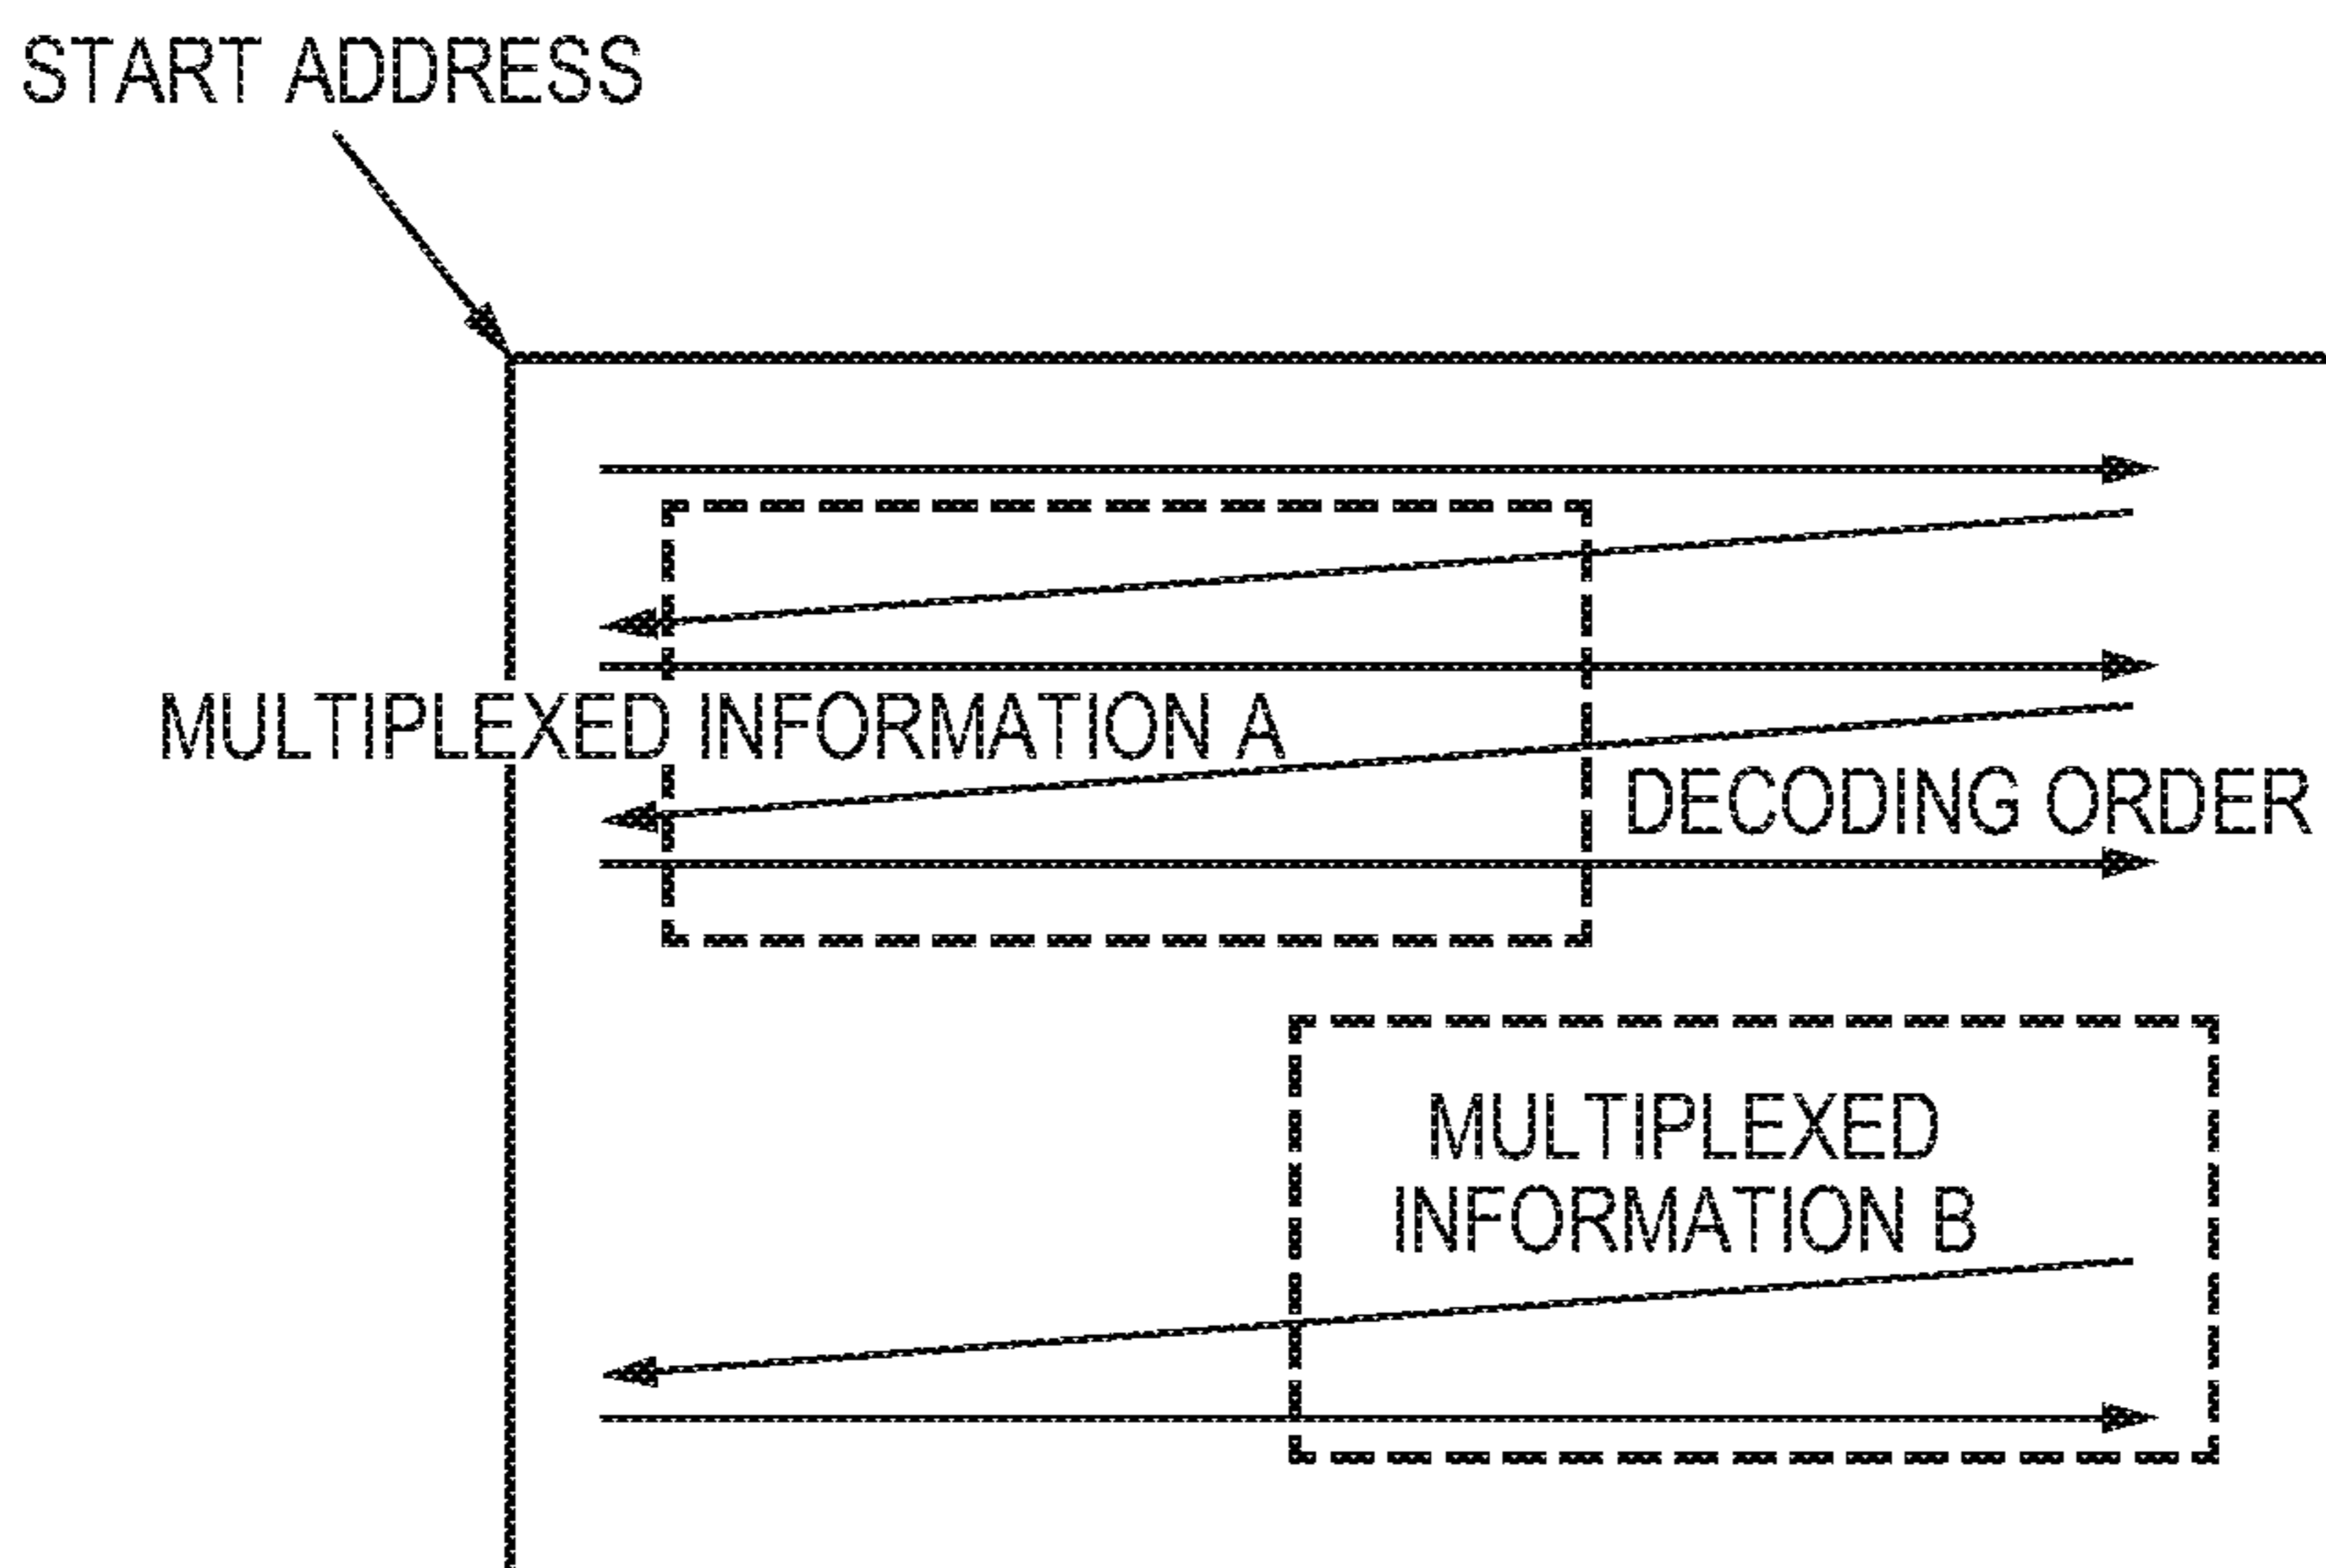 START ADDRESS
MULTIPLEXED INFORMATION A
DECODING ORDER
MULTIPLEXED
INFORMATION B